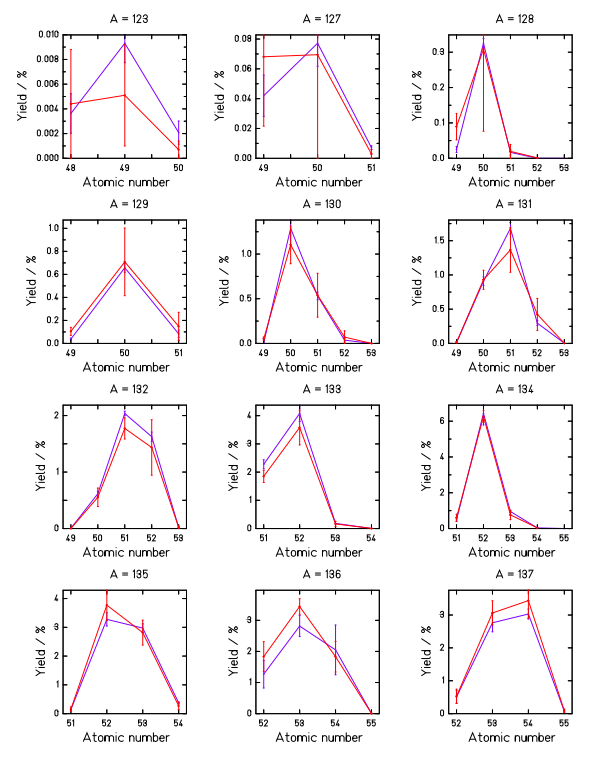 A = 123
Yield / %
0.010
0.008
0.006
0.004
0.002
0.000
48 49 50
Atomic number
A = 127
Yield / %
0.08
0.06
0.04
0.02
0.00
49 50 51
Atomic number
A = 128
Yield / %
0.3
0.2
0.1
0.0
49 50 51 52 53
Atomic number
A = 129
Yield / %
1.0
0.8
0.6
0.4
0.2
0.0
49 50 51
Atomic number
A = 130
Yield / %
1.0
0.5
0
49 50 51 52 53
Atomic number
A = 131
Yield / %
1.5
1.0
0.5
0
49 50 51 52 53
Atomic number
A = 132
Yield / %
2
1
0
49 50 51 52 53
Atomic number
A = 133
Yield / %
4
3
2
1
0
51 52 53 54
Atomic number
A = 134
Yield / %
6
4
2
0
51 52 53 54 55
Atomic number
A = 135
Yield / %
4
3
2
1
0
51 52 53 54
Atomic number
A = 136
Yield / %
3
2
1
0
52 53 54 55
Atomic number
A = 137
Yield / %
3
2
1
0
52 53 54 55
Atomic number